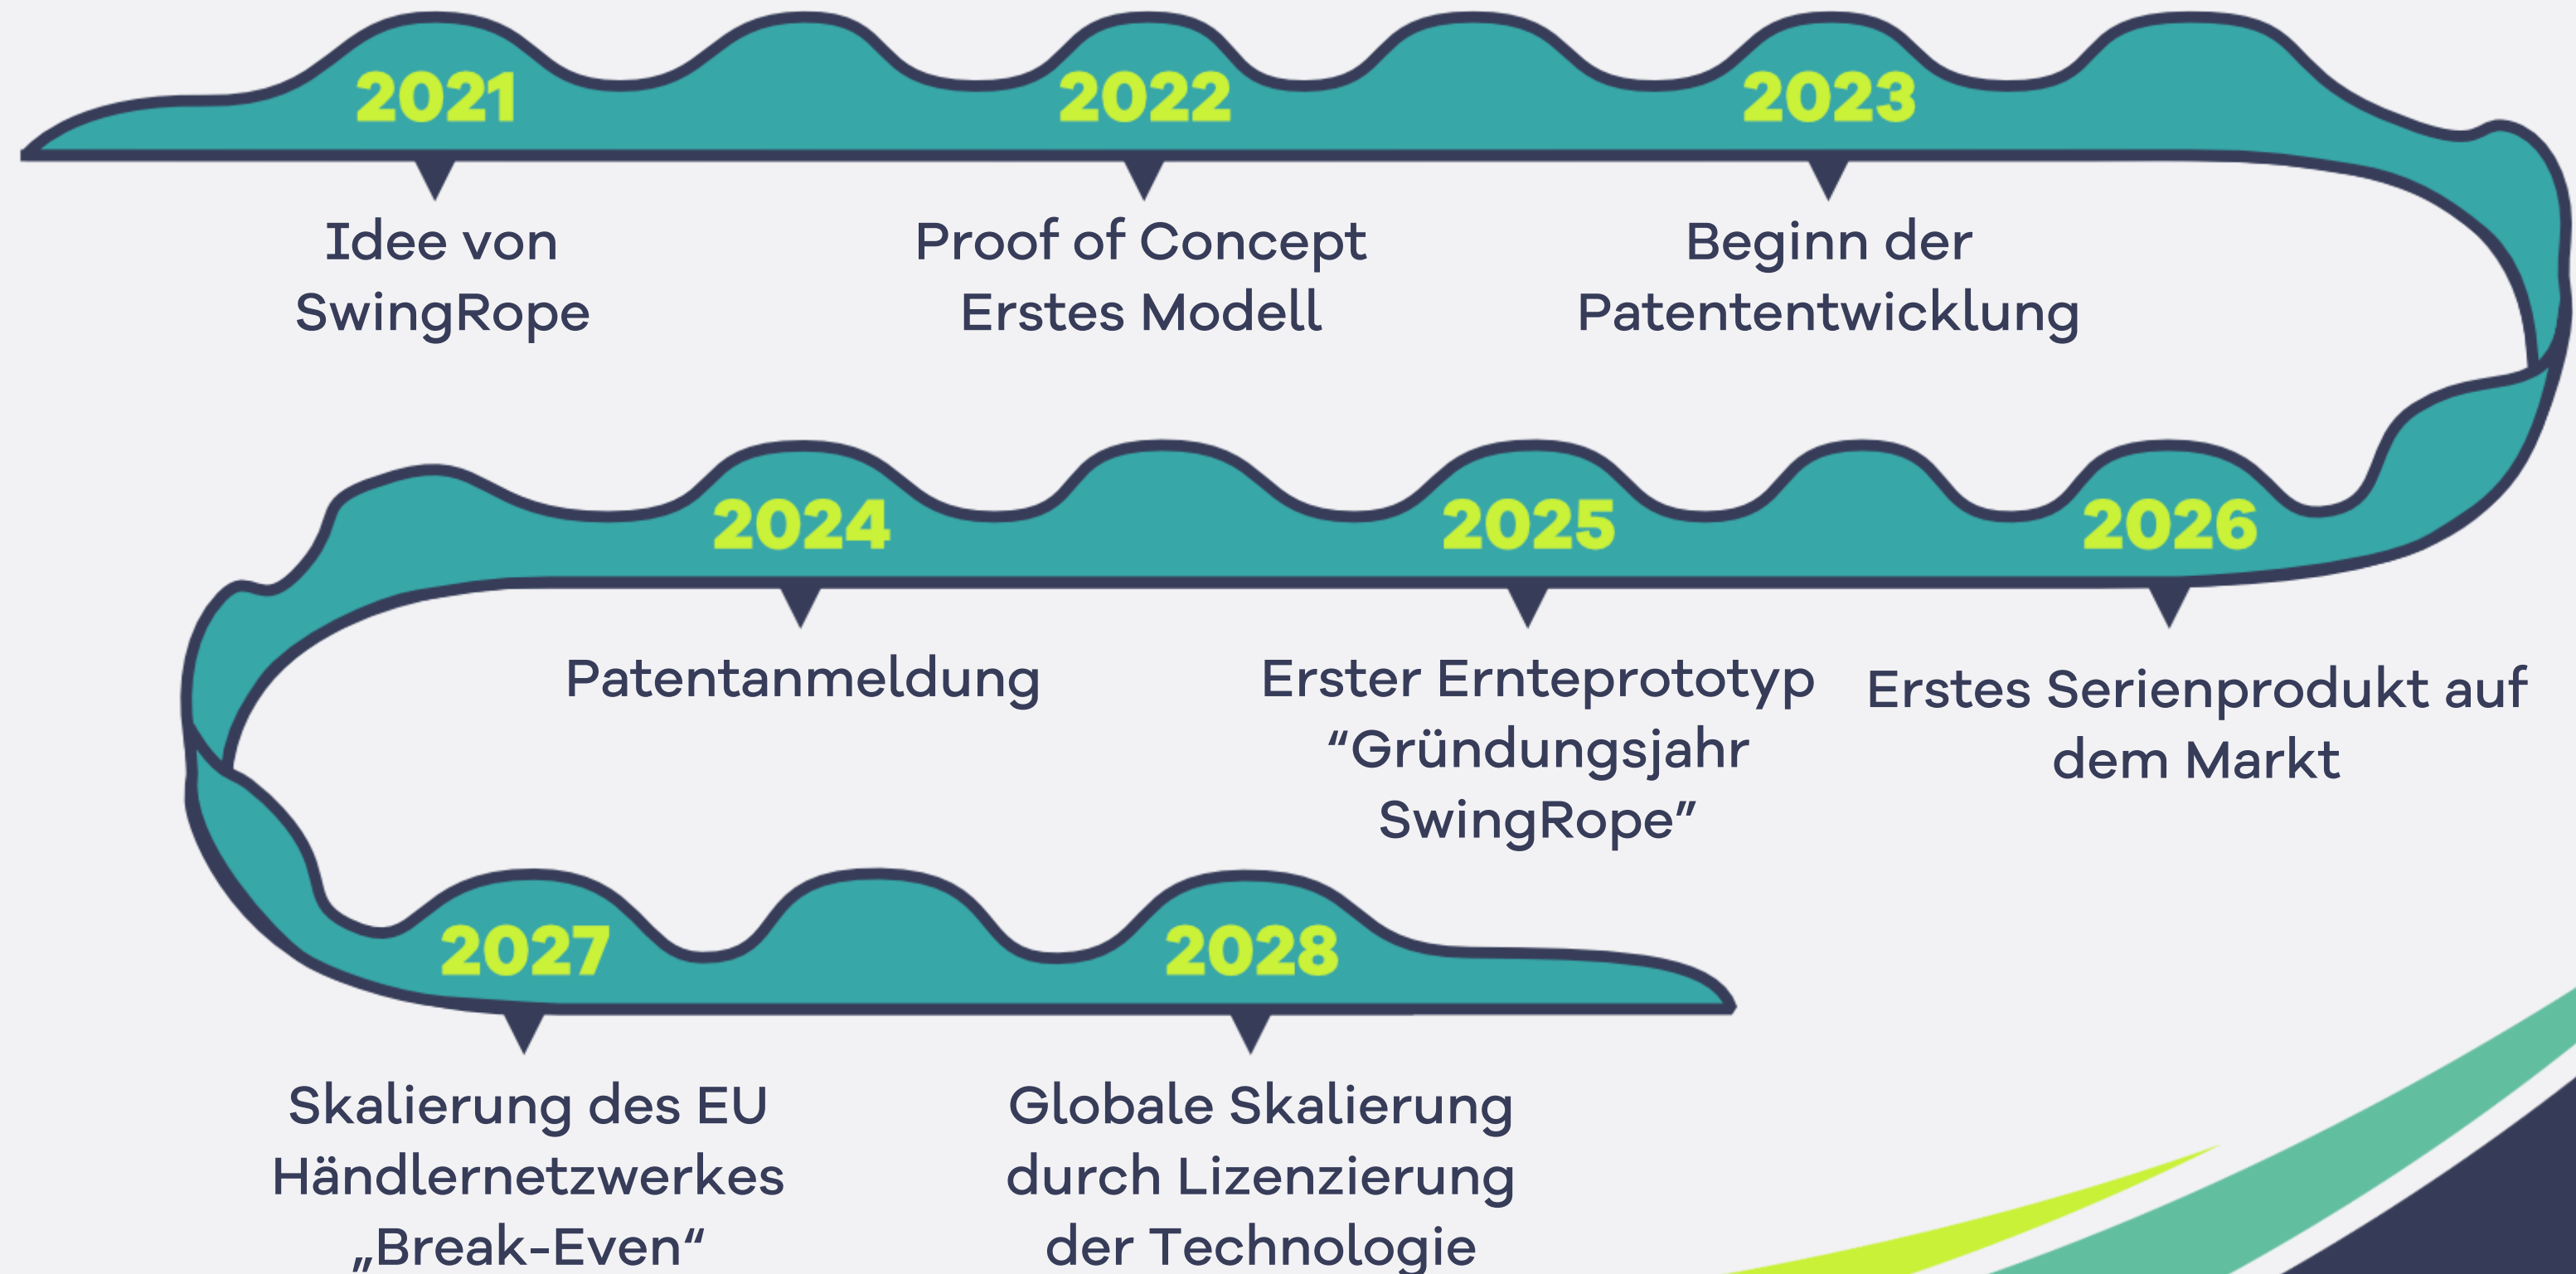 2021
2022
2023
Idee von
SwingRope
Proof of Concept
Erstes Modell
Beginn der
Patententwicklung
2024
2025
2026
Patentanmeldung
Erster Ernteprototyp
“Gründungsjahr
SwingRope”
Erstes Serienprodukt auf
dem Markt
2027
2028
Skalierung des EU
Händlernetzwerkes
„Break-Even“
Globale Skalierung
durch Lizenzierung
der Technologie